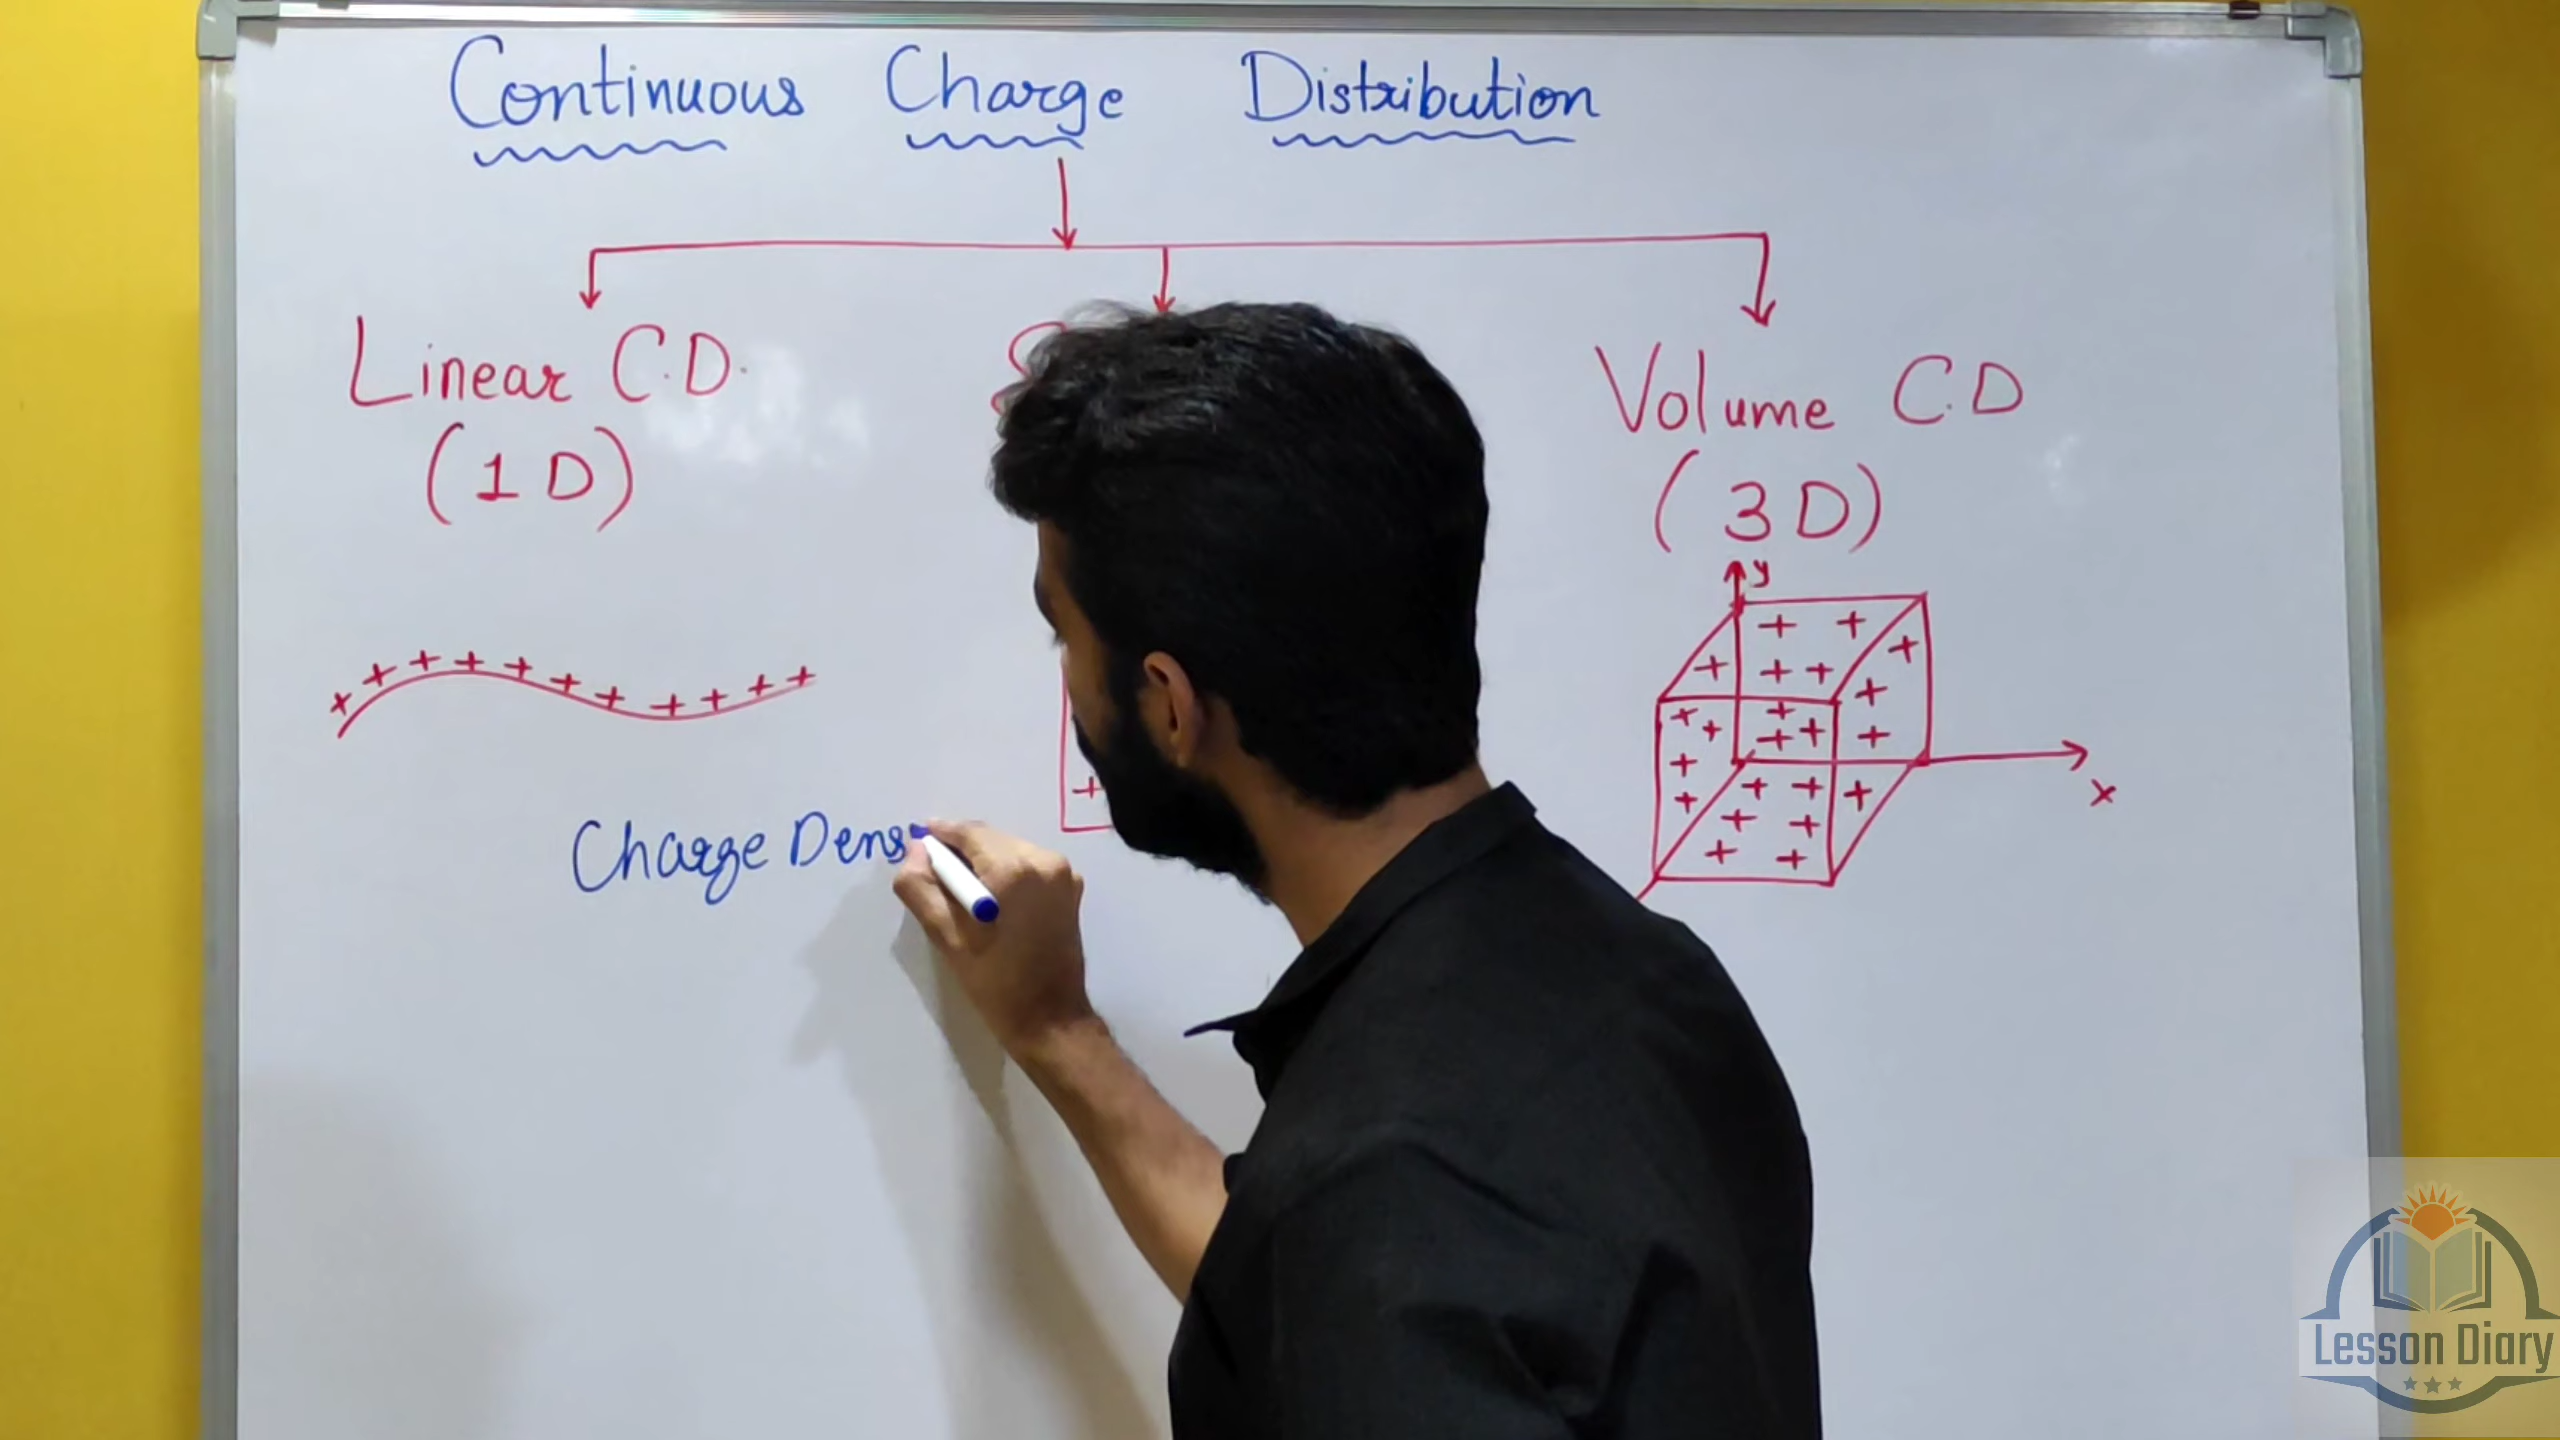 Continuous Charge Distribution
Linear C.D.
(1D)
Volume C.D
(3D)
y
x
Charge Dens
Lesson Diary